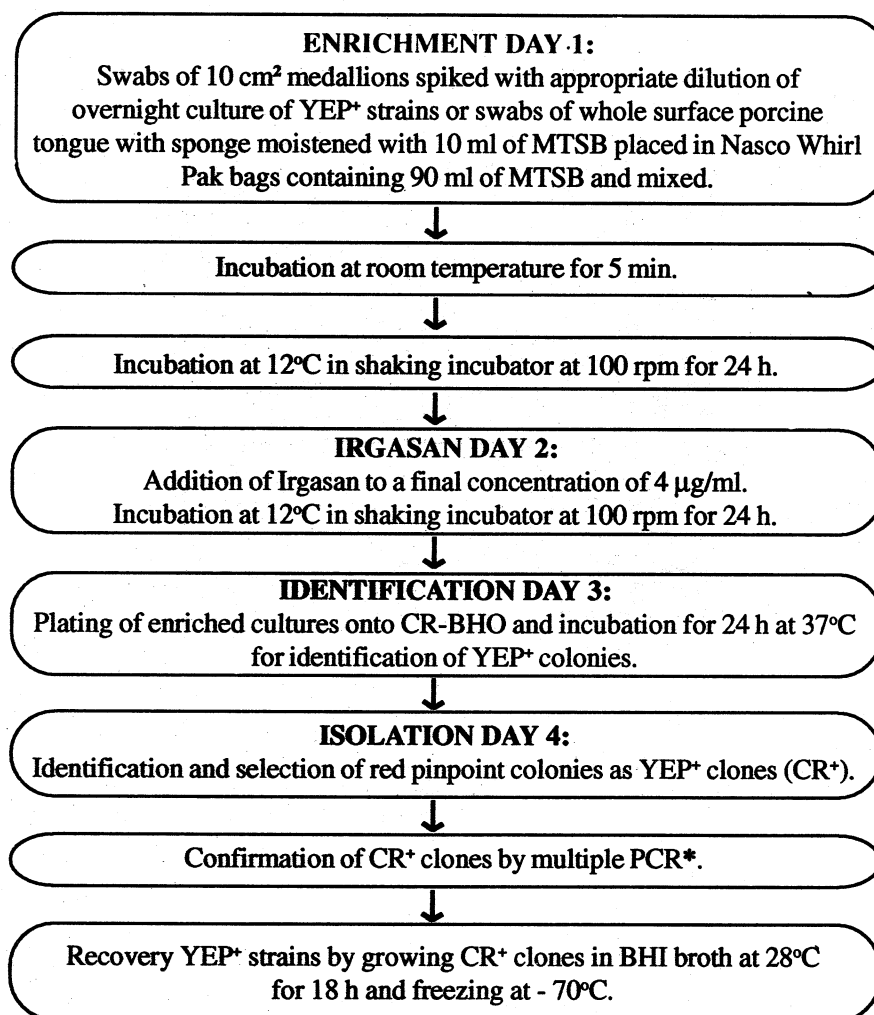 ENRICHMENT DAY 1:
Swabs of 10 cm² medallions spiked with appropriate dilution of
overnight culture of YEP⁺ strains or swabs of whole surface porcine
tongue with sponge moistened with 10 ml of MTSB placed in Nasco Whirl
Pak bags containing 90 ml of MTSB and mixed.
Incubation at room temperature for 5 min.
Incubation at 12ºC in shaking incubator at 100 rpm for 24 h.
IRGASAN DAY 2:
Addition of Irgasan to a final concentration of 4 µg/ml.
Incubation at 12ºC in shaking incubator at 100 rpm for 24 h.
IDENTIFICATION DAY 3:
Plating of enriched cultures onto CR-BHO and incubation for 24 h at 37ºC
for identification of YEP⁺ colonies.
ISOLATION DAY 4:
Identification and selection of red pinpoint colonies as YEP⁺ clones (CR⁺).
Confirmation of CR⁺ clones by multiple PCR*.
Recovery YEP⁺ strains by growing CR⁺ clones in BHI broth at 28ºC
for 18 h and freezing at - 70ºC.